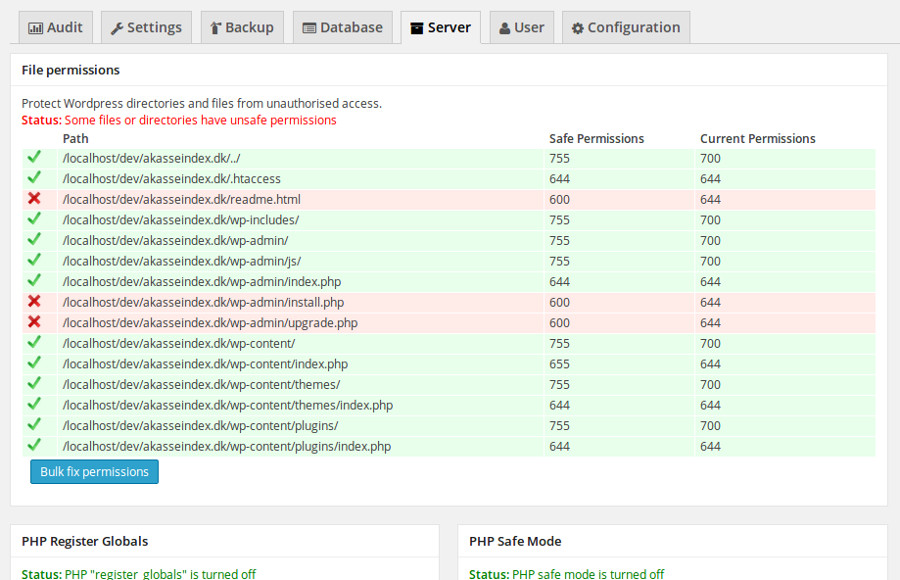 Audit Settings Backup Database Server User Configuration
File permissions
Protect Wordpress directories and files from unauthorised access.
Status: Some files or directories have unsafe permissions
Path Safe Permissions Current Permissions
/localhost/dev/akasseindex.dk/../ 755 700
/localhost/dev/akasseindex.dk/.htaccess 644 644
/localhost/dev/akasseindex.dk/readme.html 600 644
/localhost/dev/akasseindex.dk/wp-includes/ 755 700
/localhost/dev/akasseindex.dk/wp-admin/ 755 700
/localhost/dev/akasseindex.dk/wp-admin/js/ 755 700
/localhost/dev/akasseindex.dk/wp-admin/index.php 644 644
/localhost/dev/akasseindex.dk/wp-admin/install.php 600 644
/localhost/dev/akasseindex.dk/wp-admin/upgrade.php 600 644
/localhost/dev/akasseindex.dk/wp-content/ 755 700
/localhost/dev/akasseindex.dk/wp-content/index.php 655 644
/localhost/dev/akasseindex.dk/wp-content/themes/ 755 700
/localhost/dev/akasseindex.dk/wp-content/themes/index.php 644 644
/localhost/dev/akasseindex.dk/wp-content/plugins/ 755 700
/localhost/dev/akasseindex.dk/wp-content/plugins/index.php 644 644
Bulk fix permissions
PHP Register Globals
Status: PHP "register_globals" is turned off
PHP Safe Mode
Status: PHP safe mode is turned off